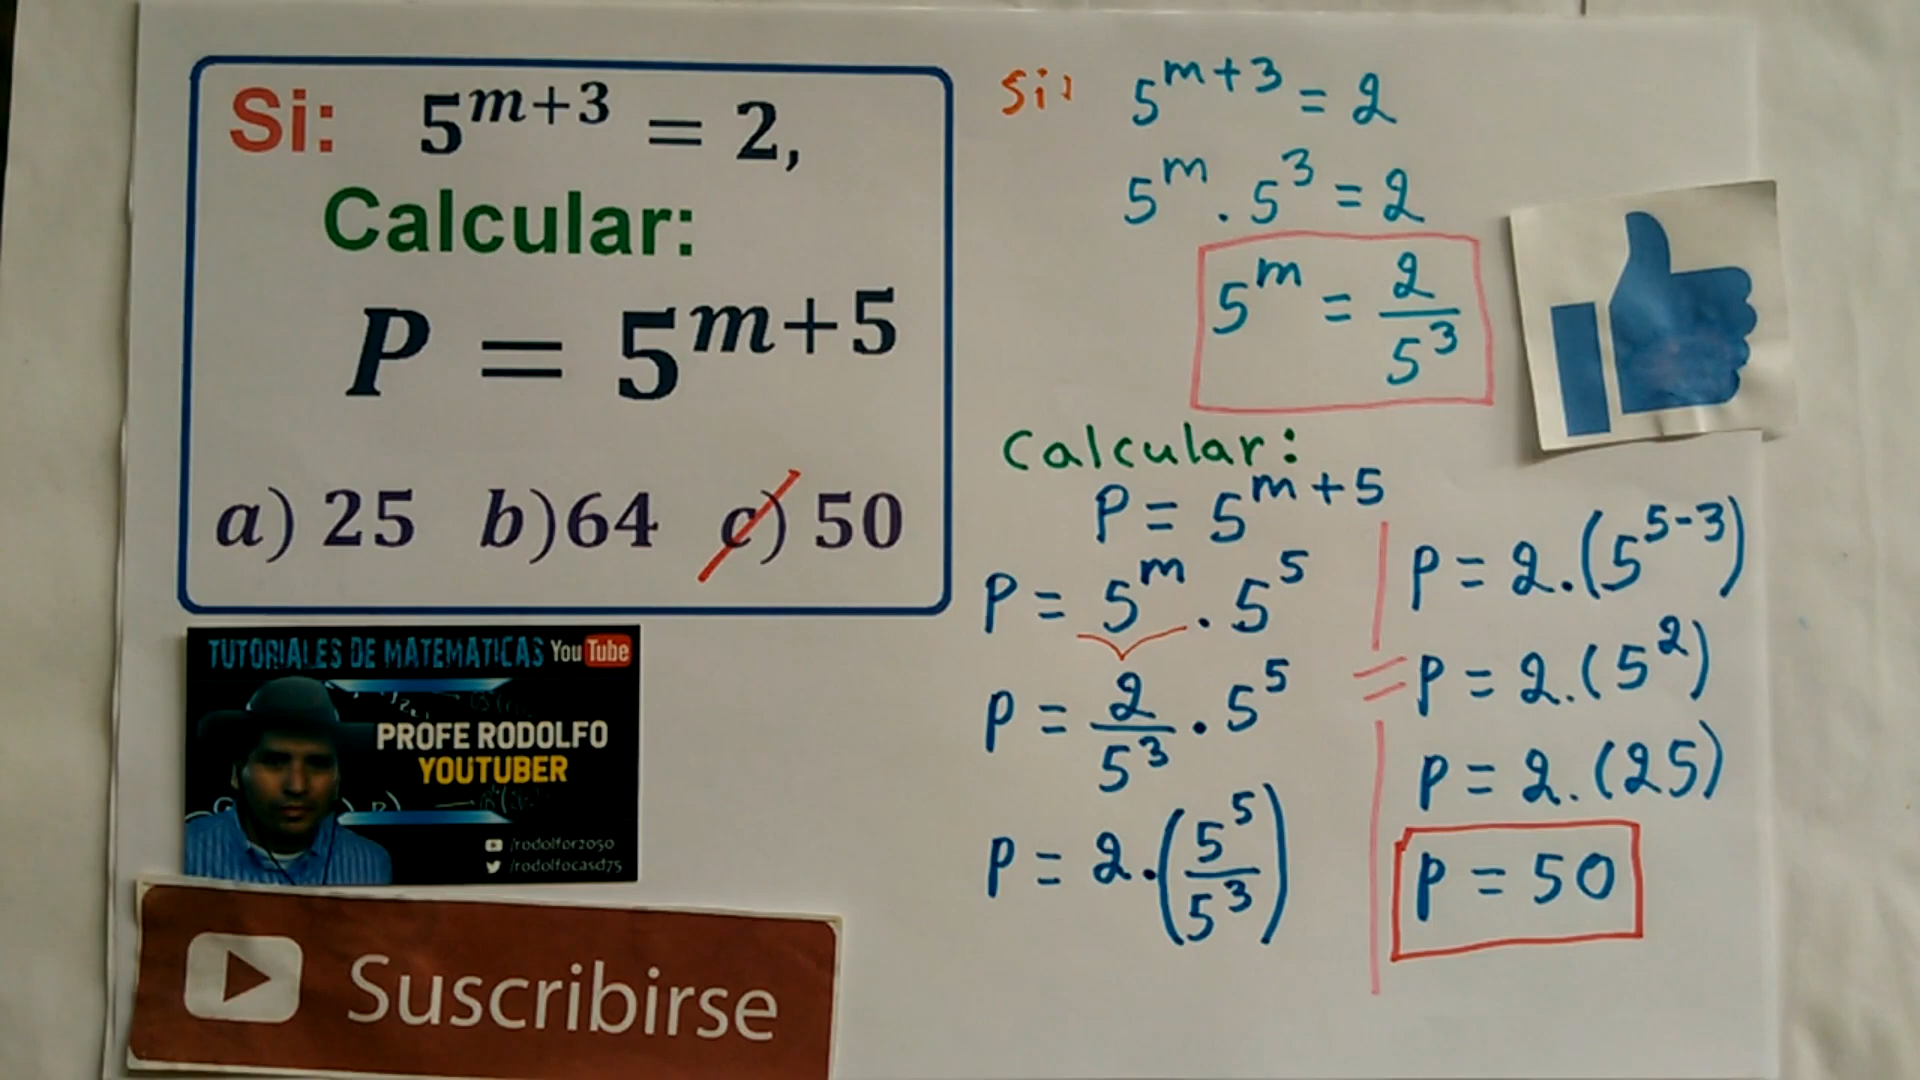 Si: 5^{m+3} = 2,
Calcular:
P = 5^{m+5}
a) 25 b)64 c) 50
TUTORIALES DE MATEMATICAS YouTube
PROFE RODOLFO
YOUTUBER
/rodolfor2050
/rodolfocasd75
Suscribirse
Si: 5^{m+3} = 2
5^m . 5^3 = 2
5^m = 2/5^3
Calcular:
P = 5^{m+5}
P = 5^m . 5^5
P = 2/5^3 . 5^5
P = 2.(5^5/5^3)
P = 2.(5^{5-3})
P = 2.(5^2)
P = 2.(25)
P = 50